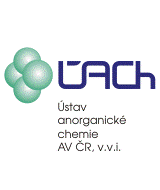 ÚACh
Ústav
anorganické
chemie
AV ČR, v.v.i.